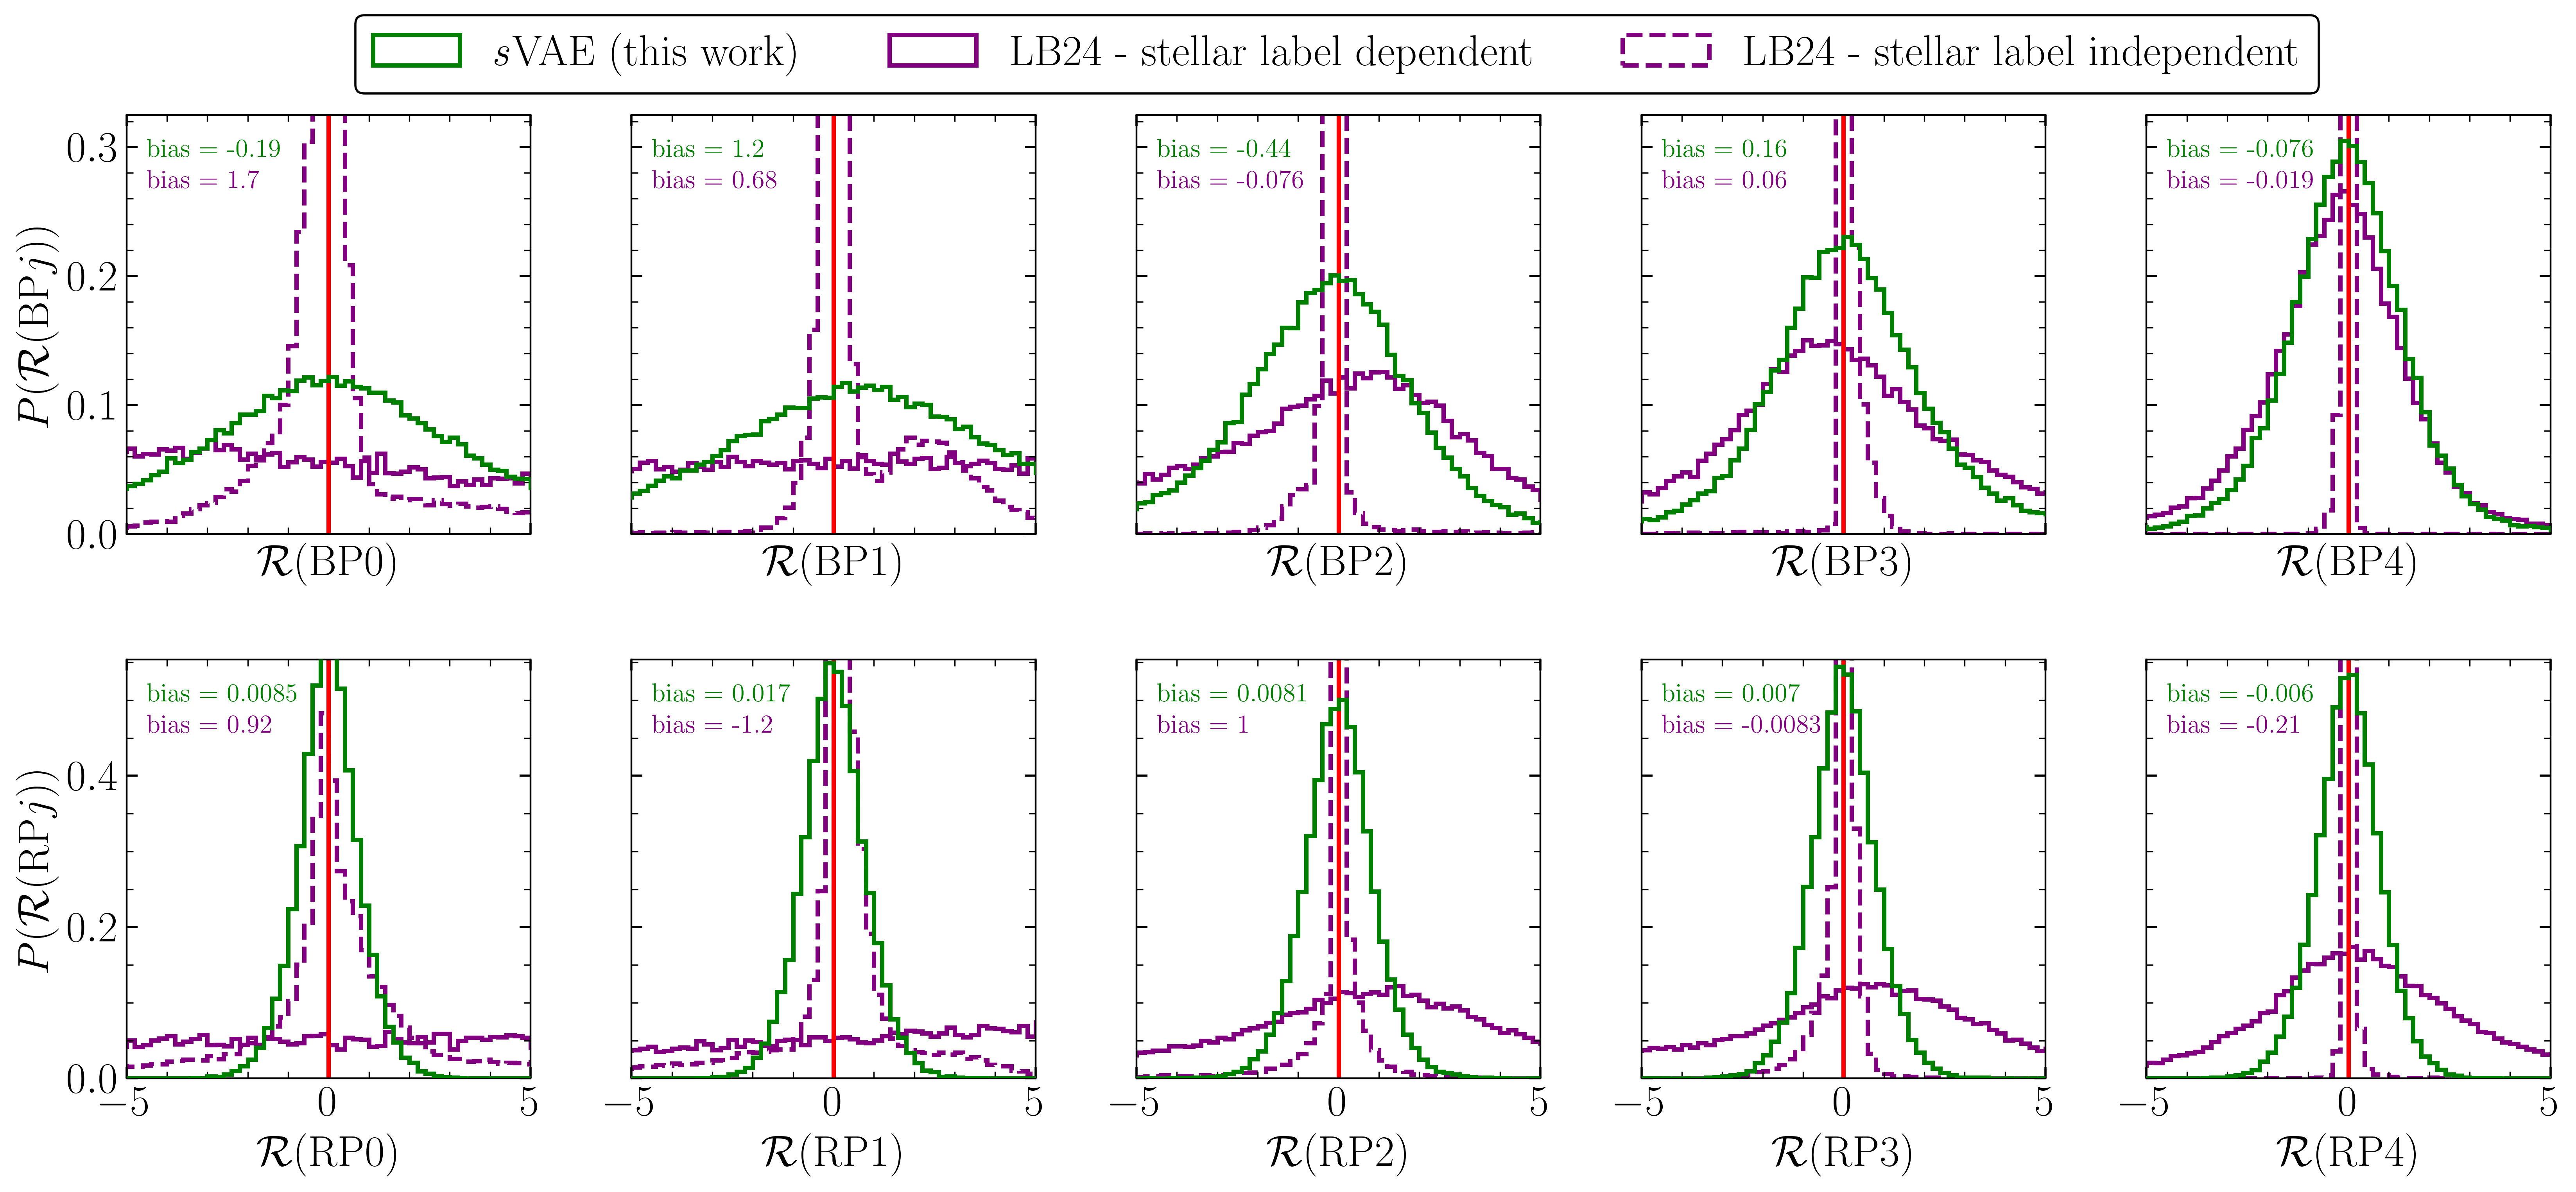 sVAE (this work) LB24 - stellar label dependent LB24 - stellar label independent
P(R(BPj))
0.3
0.2
0.1
0.0
bias = -0.19
bias = 1.7
R(BP0)
bias = 1.2
bias = 0.68
R(BP1)
bias = -0.44
bias = -0.076
R(BP2)
bias = 0.16
bias = 0.06
R(BP3)
bias = -0.076
bias = -0.019
R(BP4)
P(R(RPj))
0.4
0.2
0.0
bias = 0.0085
bias = 0.92
−5 0 5
R(RP0)
bias = 0.017
bias = -1.2
−5 0 5
R(RP1)
bias = 0.0081
bias = 1
−5 0 5
R(RP2)
bias = 0.007
bias = -0.0083
−5 0 5
R(RP3)
bias = -0.006
bias = -0.21
−5 0 5
R(RP4)